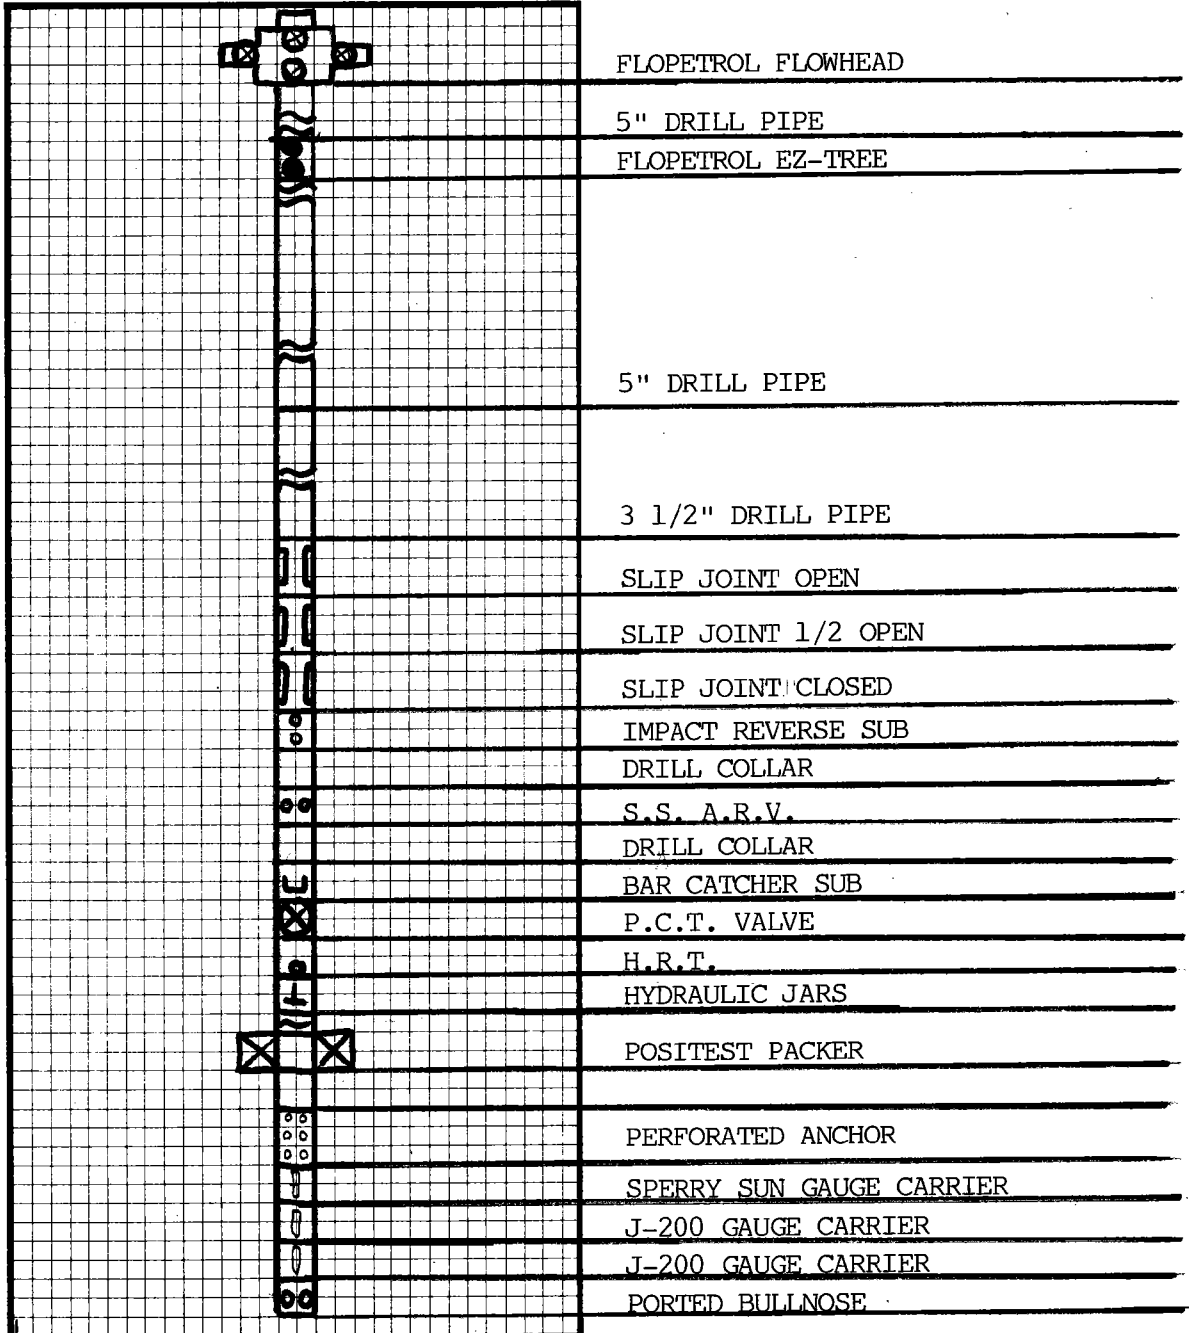 FLOPETROL FLOWHEAD
5" DRILL PIPE
FLOPETROL EZ-TREE
5" DRILL PIPE
3 1/2" DRILL PIPE
SLIP JOINT OPEN
SLIP JOINT 1/2 OPEN
SLIP JOINT CLOSED
IMPACT REVERSE SUB
DRILL COLLAR
S.S. A.R.V.
DRILL COLLAR
BAR CATCHER SUB
P.C.T. VALVE
H.R.T.
HYDRAULIC JARS
POSITEST PACKER
PERFORATED ANCHOR
SPERRY SUN GAUGE CARRIER
J-200 GAUGE CARRIER
J-200 GAUGE CARRIER
PORTED BULLNOSE